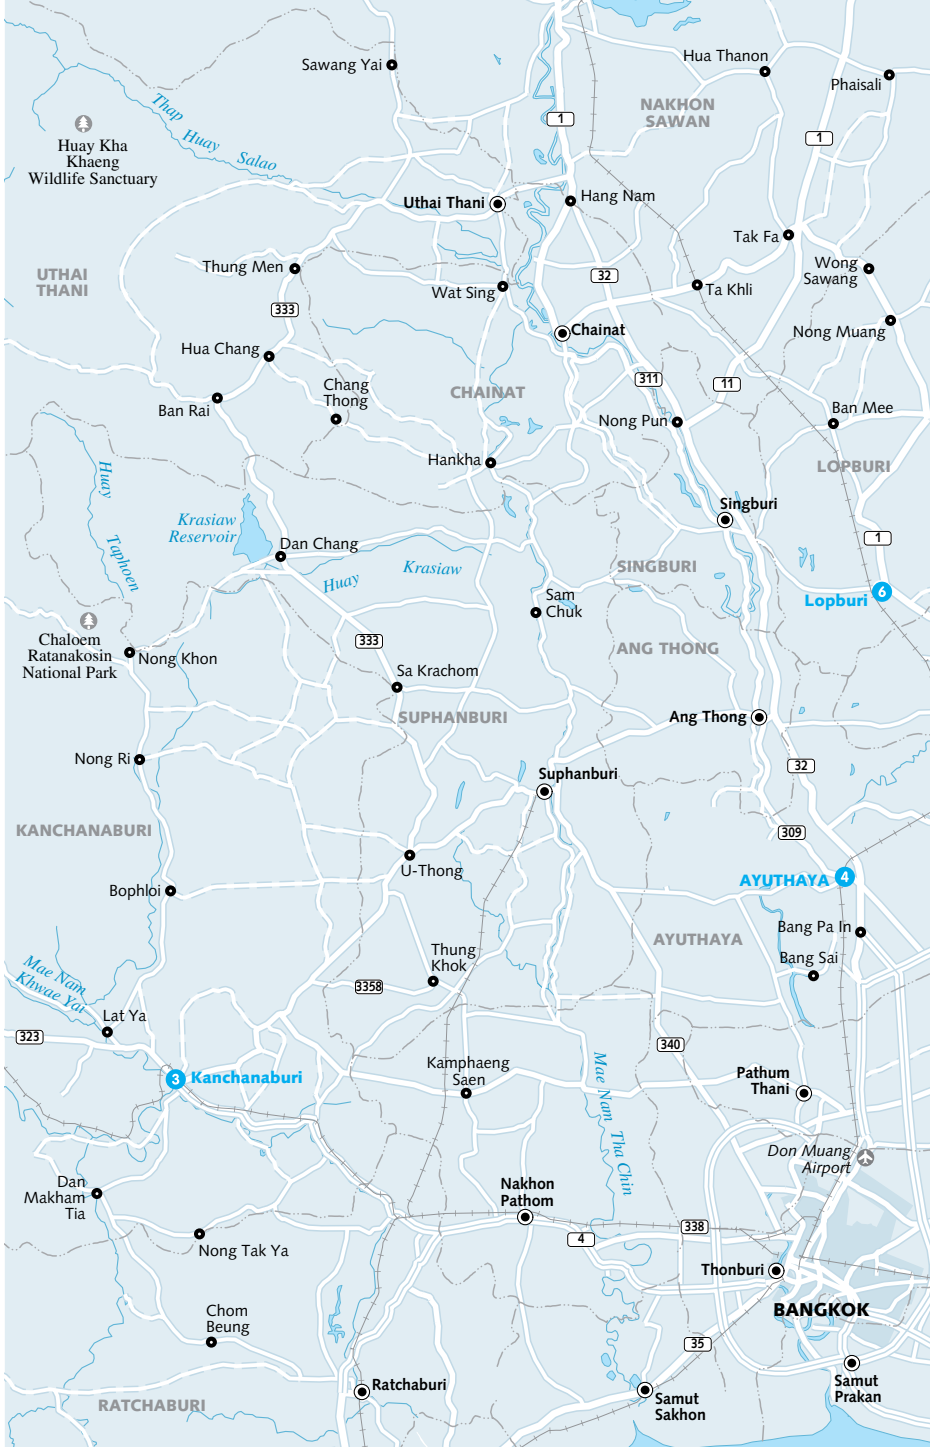 Hua Thanon
Sawang Yai
Phaisali
NAKHON
SAWAN
Thap Huay Salao
1
1
Huay Kha
Khaeng
Wildlife Sanctuary
Uthai Thani
Hang Nam
Tak Fa
Wong
Sawang
UTHAI
THANI
Thung Men
32
Wat Sing
Ta Khli
333
Chainat
Nong Muang
Hua Chang
311
11
Chang
Thong
CHAINAT
Ban Rai
Ban Mee
Nong Pun
Hankha
LOPBURI
Huay Taphoen
Singburi
Krasiaw
Reservoir
Dan Chang
1
Huay Krasiaw
SINGBURI
Sam
Chuk
6
Lopburi
Chaloem
Ratanakosin
National Park
Nong Khon
333
ANG THONG
Sa Krachom
SUPHANBURI
Ang Thong
Nong Ri
32
Suphanburi
KANCHANABURI
309
U-Thong
AYUTHAYA
4
Bophloi
Bang Pa In
AYUTHAYA
Thung
Khok
Bang Sai
Mae Nam
Khwae Yai
3358
Lat Ya
323
340
Kamphaeng
Saen
3
Kanchanaburi
Pathum
Thani
Mae Nam Tha Chin
Don Muang
Airport
Dan
Makham
Tia
Nakhon
Pathom
338
4
Nong Tak Ya
Thonburi
BANGKOK
Chom
Beung
35
Ratchaburi
Samut
Prakan
Samut
Sakhon
RATCHABURI